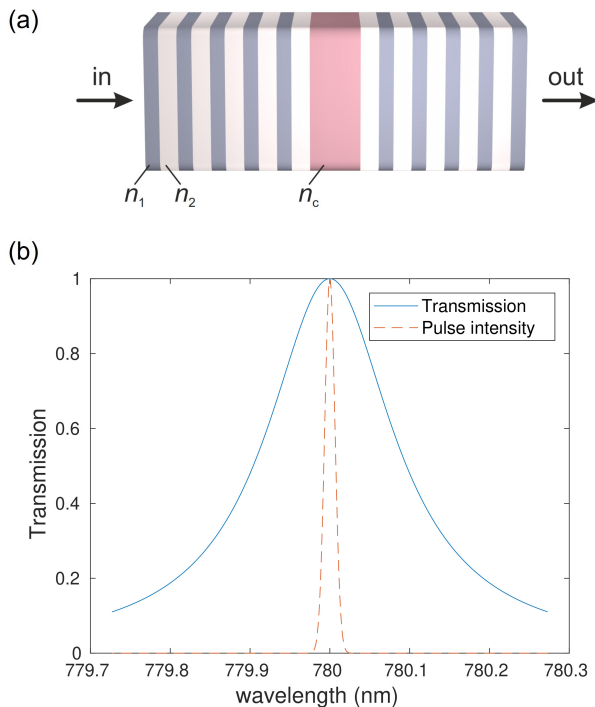 (a)
in
out
n1
n2
nc
(b)
1
0.8
0.6
0.4
0.2
0
Transmission
Transmission
Pulse intensity
779.7 779.8 779.9 780 780.1 780.2 780.3
wavelength (nm)